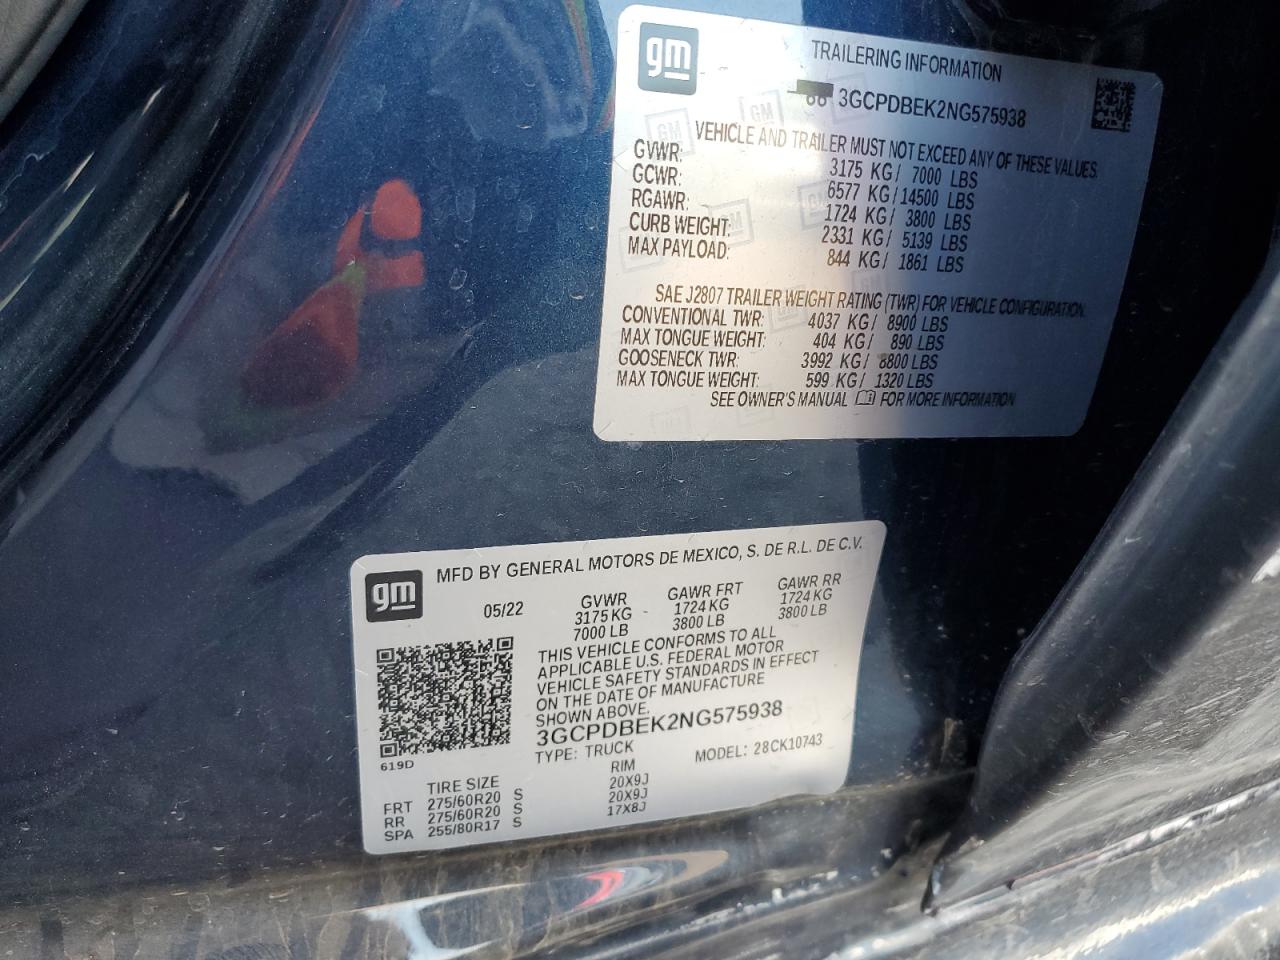 gm
TRAILERING INFORMATION
3GCPDBEK2NG575938
VEHICLE AND TRAILER MUST NOT EXCEED ANY OF THESE VALUES.
GVWR: 3175 KG/ 7000 LBS
GCWR: 6577 KG/14500 LBS
RGAWR: 1724 KG/ 3800 LBS
CURB WEIGHT: 2331 KG/ 5139 LBS
MAX PAYLOAD: 844 KG/ 1861 LBS
SAE J2807 TRAILER WEIGHT RATING (TWR) FOR VEHICLE CONFIGURATION.
CONVENTIONAL TWR: 4037 KG/ 8900 LBS
MAX TONGUE WEIGHT: 404 KG/ 890 LBS
GOOSENECK TWR: 3992 KG/ 8800 LBS
MAX TONGUE WEIGHT: 599 KG/ 1320 LBS
SEE OWNER'S MANUAL FOR MORE INFORMATION
gm
MFD BY GENERAL MOTORS DE MEXICO, S. DE R.L. DE C.V.
05/22 GVWR GAWR FRT GAWR RR
3175 KG 1724 KG 1724 KG
7000 LB 3800 LB 3800 LB
THIS VEHICLE CONFORMS TO ALL
APPLICABLE U.S. FEDERAL MOTOR
VEHICLE SAFETY STANDARDS IN EFFECT
ON THE DATE OF MANUFACTURE
SHOWN ABOVE.
3GCPDBEK2NG575938
TYPE: TRUCK MODEL: 28CK10743
619D
TIRE SIZE RIM
FRT 275/60R20 S 20X9J
RR 275/60R20 S 20X9J
SPA 255/80R17 S 17X8J